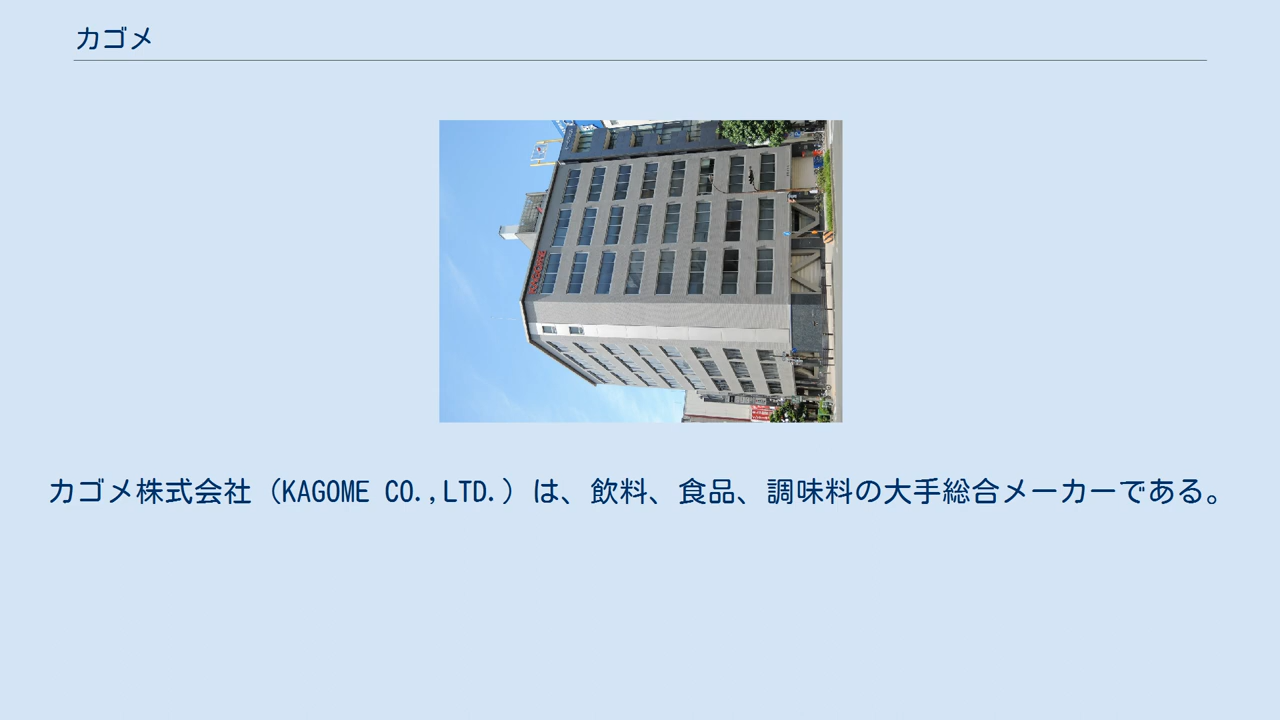 カゴメ
KAGOME
カゴメ株式会社（KAGOME CO.,LTD.）は、飲料、食品、調味料の大手総合メーカーである。